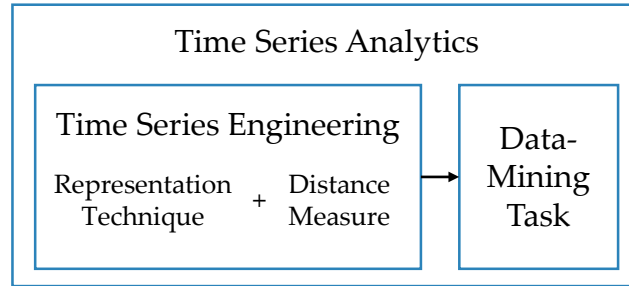 Time Series Analytics
Time Series Engineering
Representation
Technique
+
Distance
Measure
Data-
Mining
Task